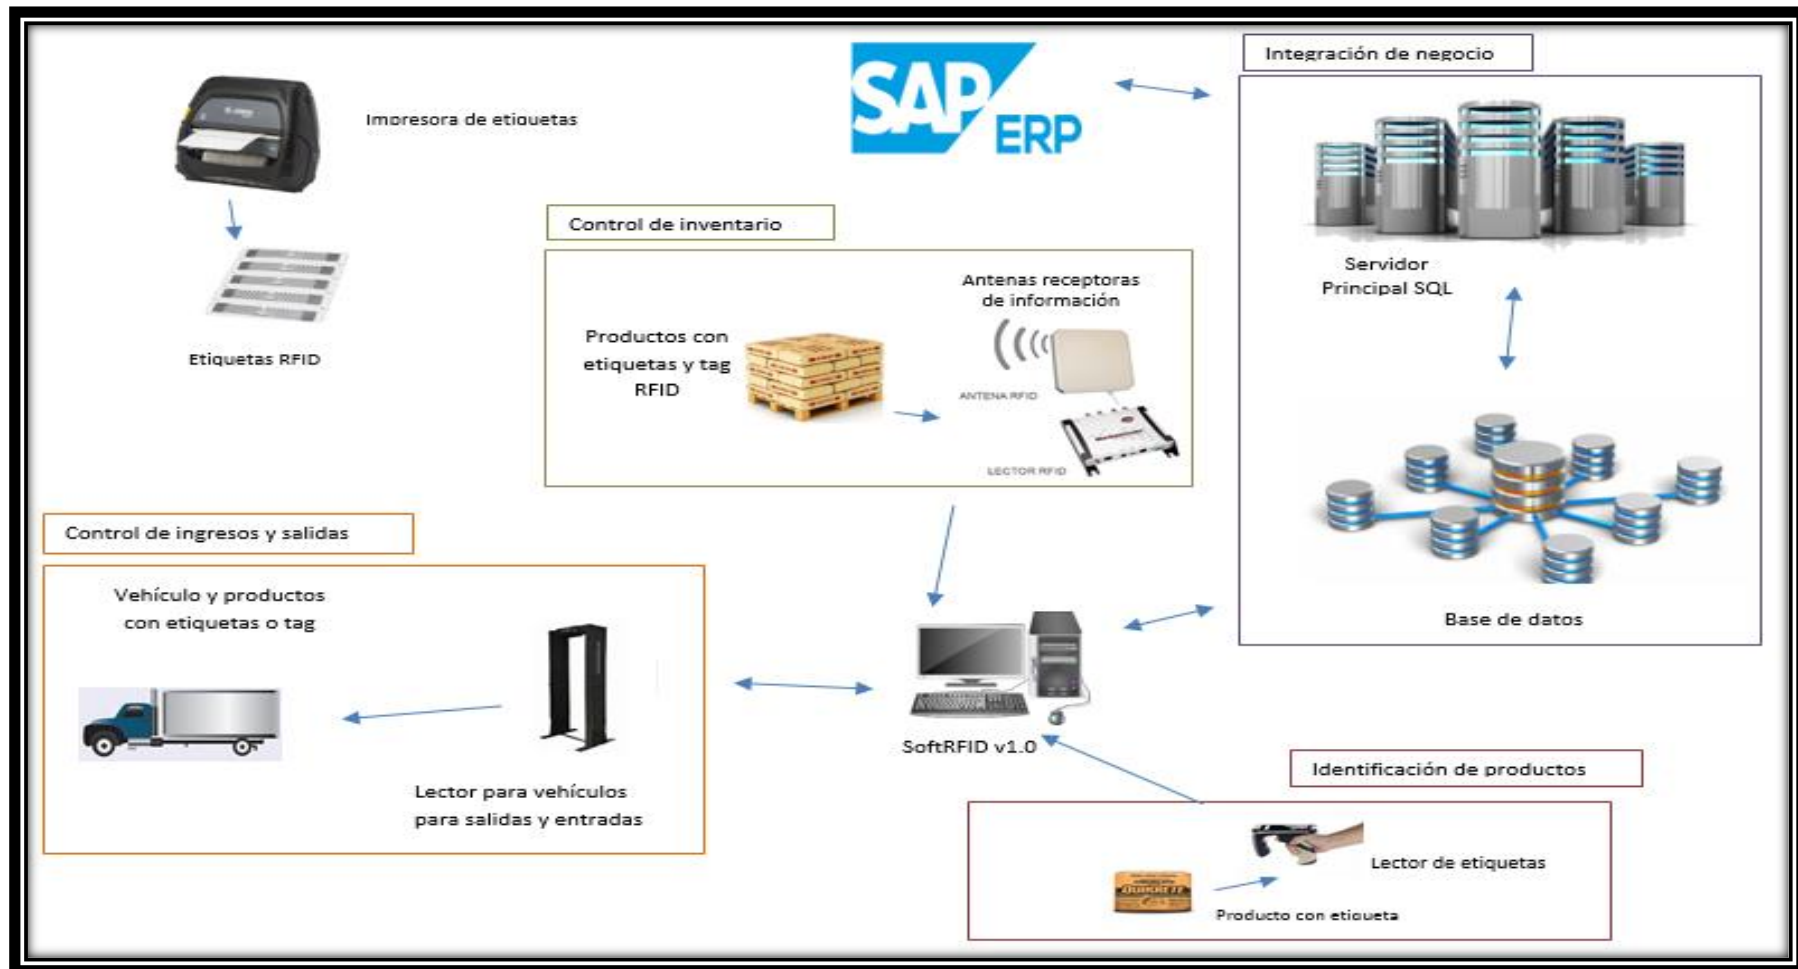 Impresora de etiquetas
Etiquetas RFID
SAP
ERP
Integración de negocio
Servidor
Principal SQL
Base de datos
Control de inventario
Productos con
etiquetas y tag
RFID
Antenas receptoras
de información
ANTENA RFID
LECTOR RFID
Control de ingresos y salidas
Vehículo y productos
con etiquetas o tag
Lector para vehículos
para salidas y entradas
SoftRFID v1.0
Identificación de productos
Lector de etiquetas
QUIKRETE
Producto con etiqueta